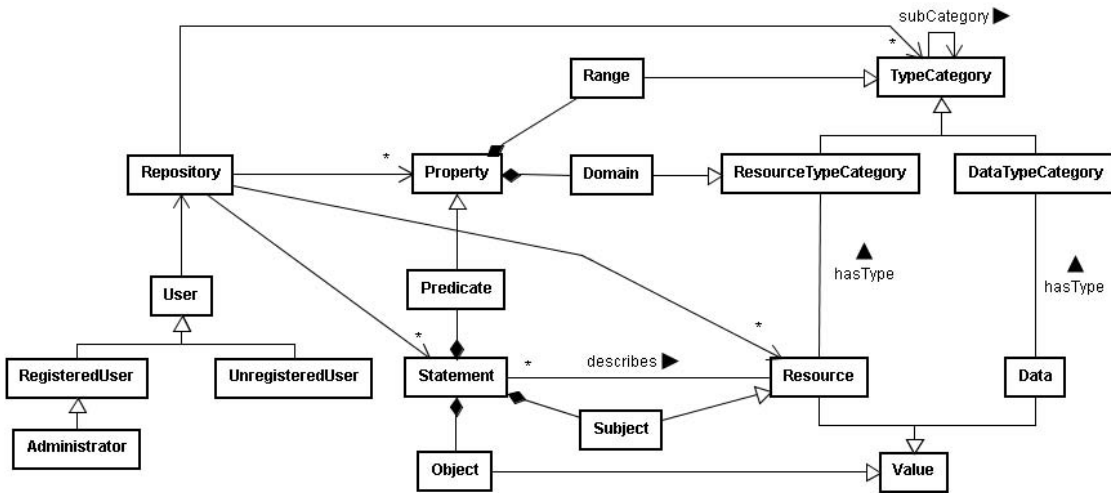 subCategory ▶
*
Range
TypeCategory
*
Repository
Property
Domain
ResourceTypeCategory
DataTypeCategory
hasType
hasType
User
Predicate
*
*
RegisteredUser
UnregisteredUser
Statement
*
describes ▶
Resource
Data
Administrator
Subject
Object
Value